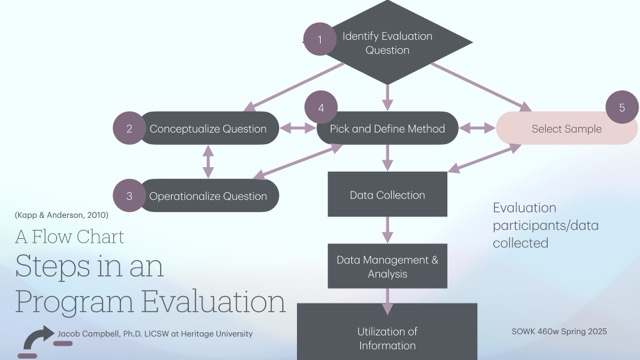 1
Identify Evaluation
Question
2
Conceptualize Question
4
Pick and Define Method
5
Select Sample
3
Operationalize Question
Data Collection
Evaluation
participants/data
collected
(Kapp & Anderson, 2010)
A Flow Chart
Steps in an
Program Evaluation
Data Management &
Analysis
Utilization of
Information
Jacob Campbell, Ph.D. LICSW at Heritage University
SOWK 460w Spring 2025